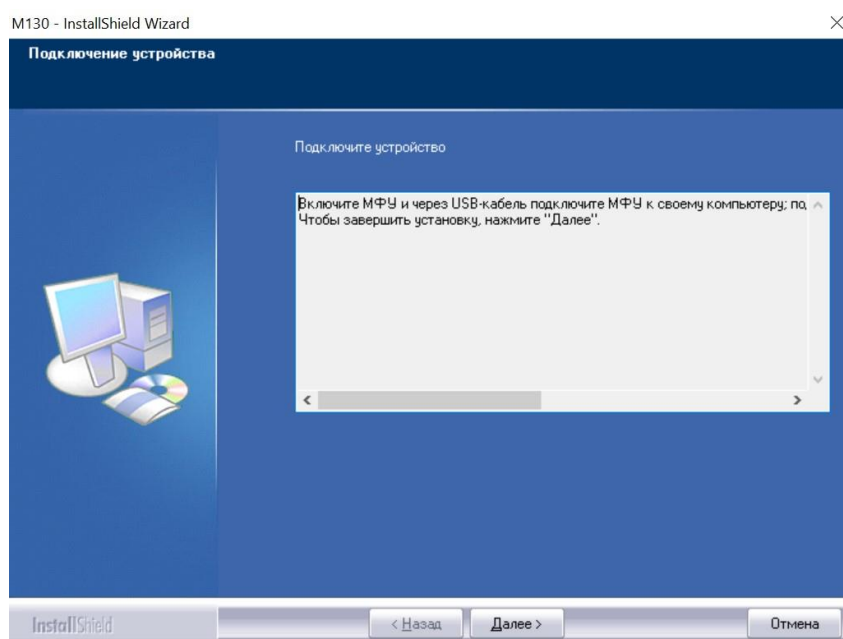 M130 - InstallShield Wizard
Подключение устройства
Подключите устройство
Включите МФУ и через USB-кабель подключите МФУ к своему компьютеру;
Чтобы завершить установку, нажмите "Далее".
InstallShield
< Назад
Далее >
Отмена